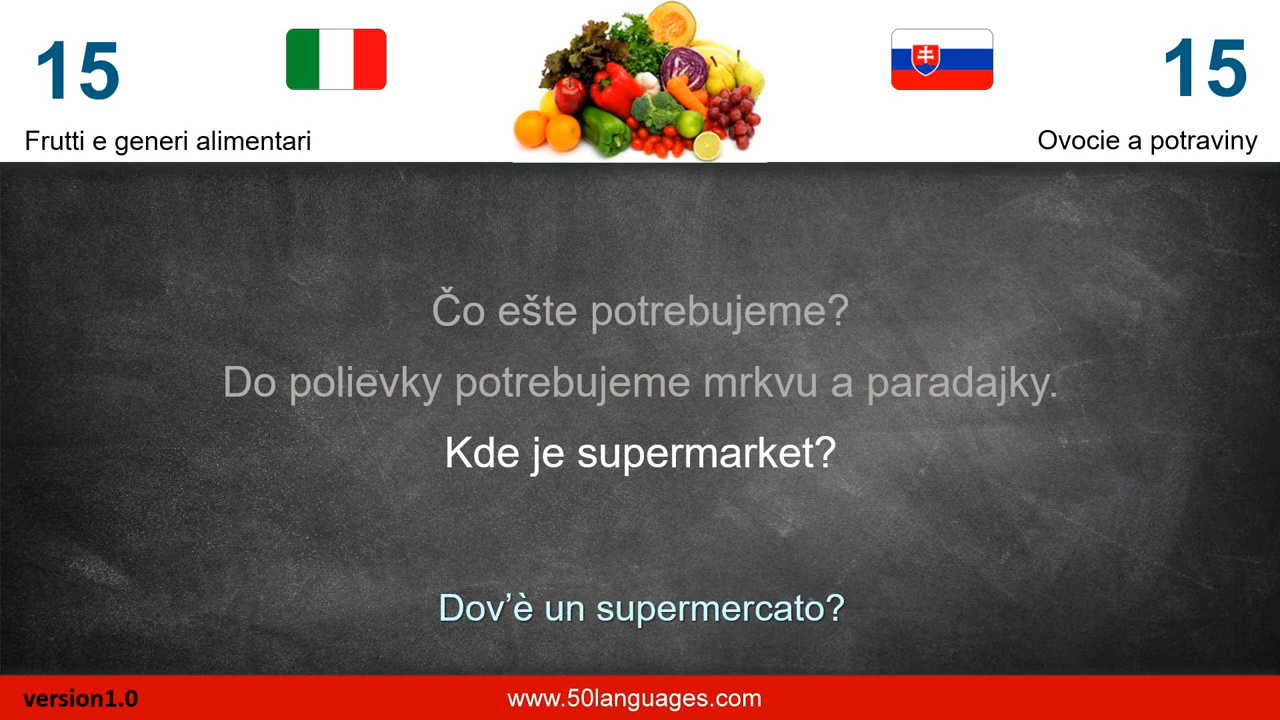 15
15
Frutti e generi alimentari
Ovocie a potraviny
Čo ešte potrebujeme?
Do polievky potrebujeme mrkvu a paradajky.
Kde je supermarket?
Dov’è un supermercato?
version1.0
www.50languages.com